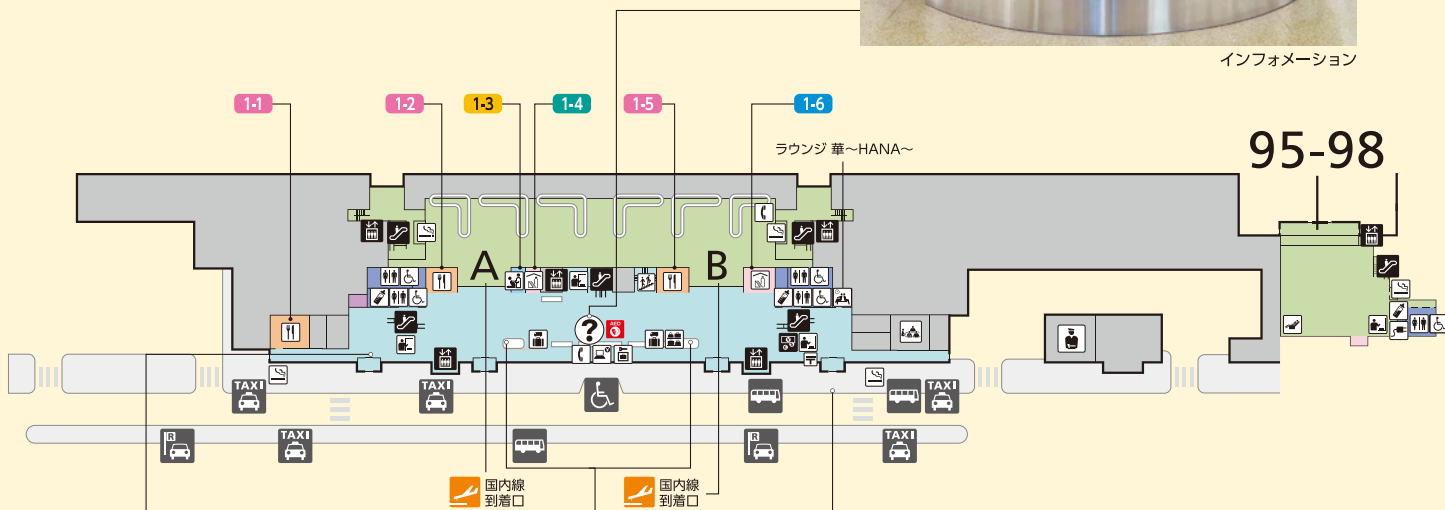 インフォメーション
1-1
1-2
1-3
1-4
1-5
1-6
ラウンジ 華〜HANA〜
95-98
A
B
AED
?
TAXI
TAXI
TAXI
R
TAXI
R
TAXI
国内線
到着口
国内線
到着口